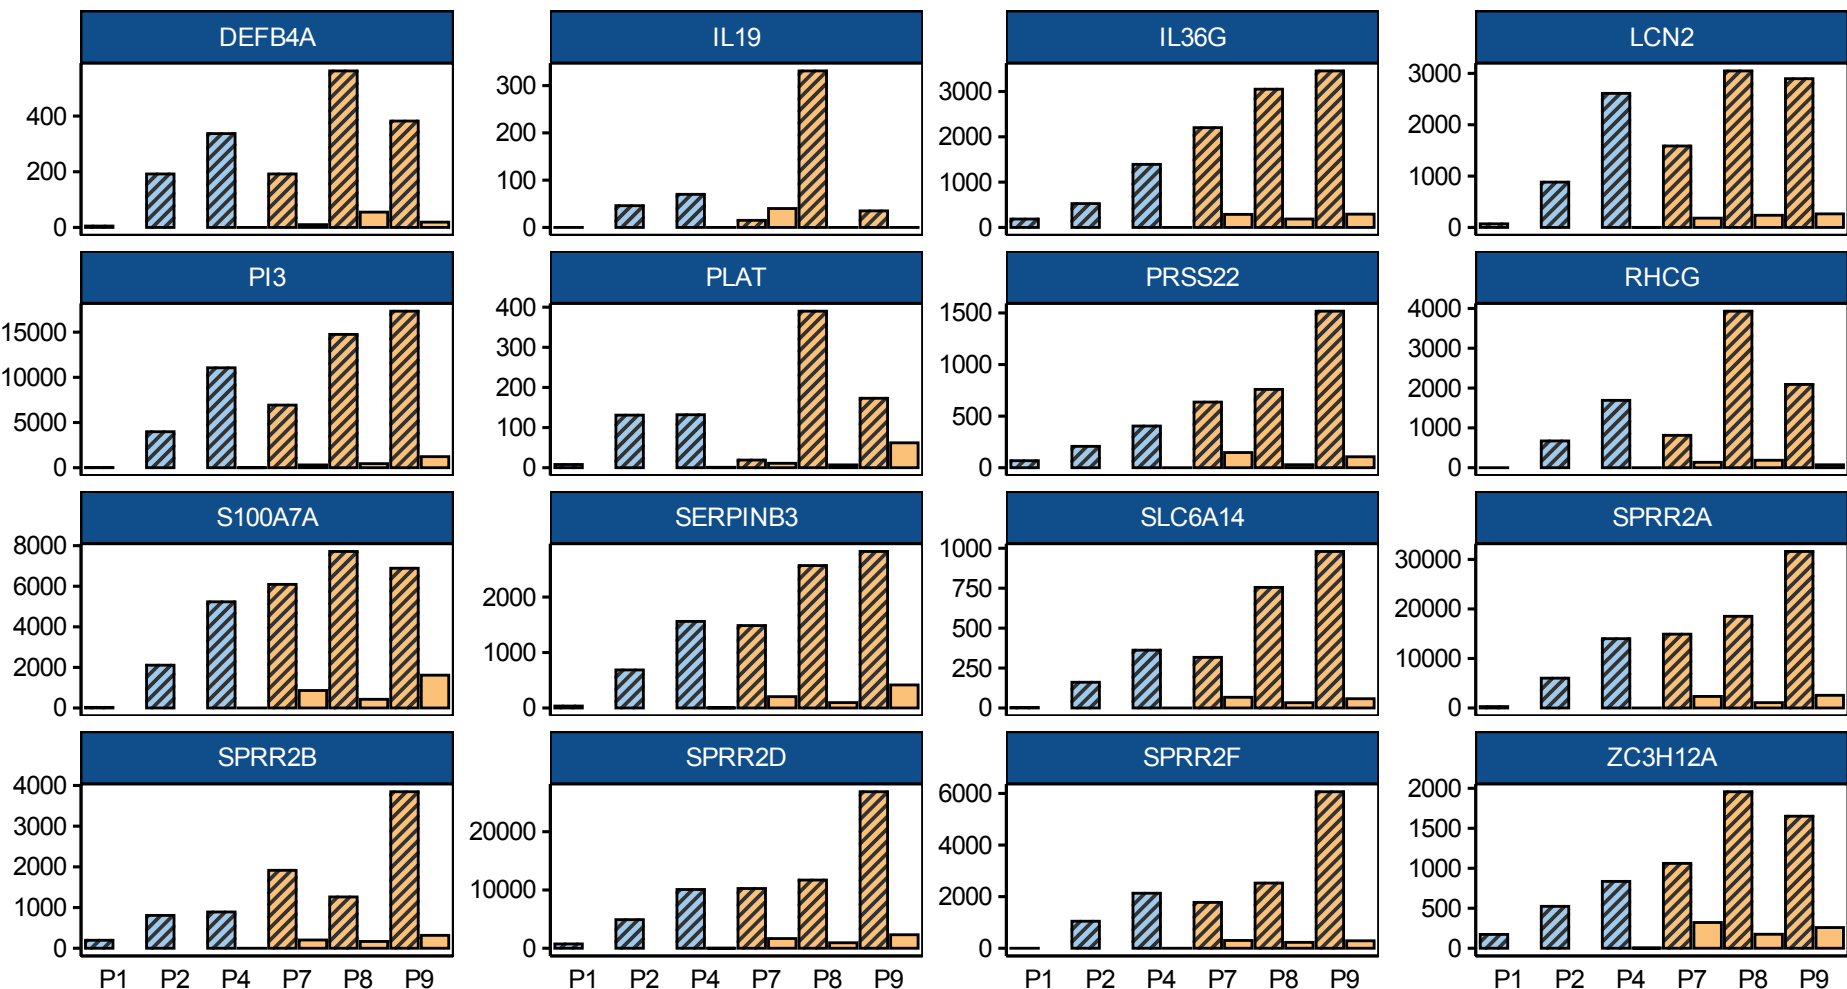 DEFB4A IL19 IL36G LCN2
400 300 3000 3000
200 200 2000 2000
0 100 1000 1000
0 0 0
PI3 PLAT PRSS22 RHCG
15000 400 1500 4000
10000 300 1000 3000
5000 200 500 2000
0 100 0 1000
0 0
S100A7A SERPINB3 SLC6A14 SPRR2A
8000 2000 1000 30000
6000 1000 750 20000
4000 0 500 10000
2000 250 0
0 0
SPRR2B SPRR2D SPRR2F ZC3H12A
4000 20000 6000 2000
3000 10000 4000 1500
2000 0 2000 1000
1000 0 500
0 0
P1 P2 P4 P7 P8 P9 P1 P2 P4 P7 P8 P9 P1 P2 P4 P7 P8 P9 P1 P2 P4 P7 P8 P9